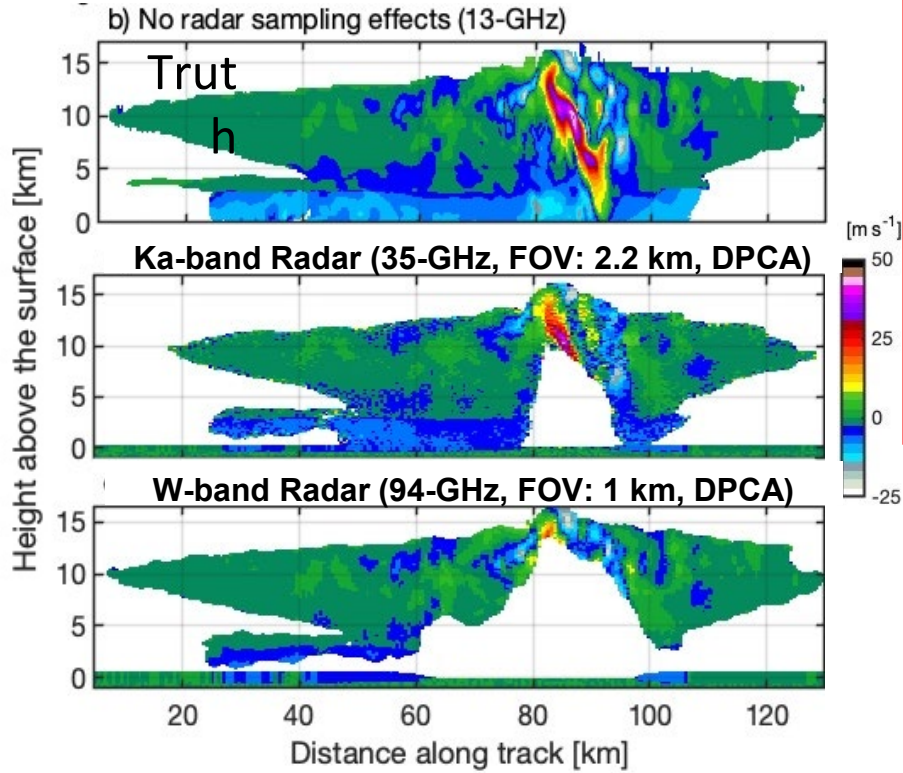 b) No radar sampling effects (13-GHz)
Trut
h
15
10
5
0
Height above the surface [km]
Ka-band Radar (35-GHz, FOV: 2.2 km, DPCA)
15
10
5
0
[m s⁻¹]
50
25
0
-25
W-band Radar (94-GHz, FOV: 1 km, DPCA)
15
10
5
0
20 40 60 80 100 120
Distance along track [km]